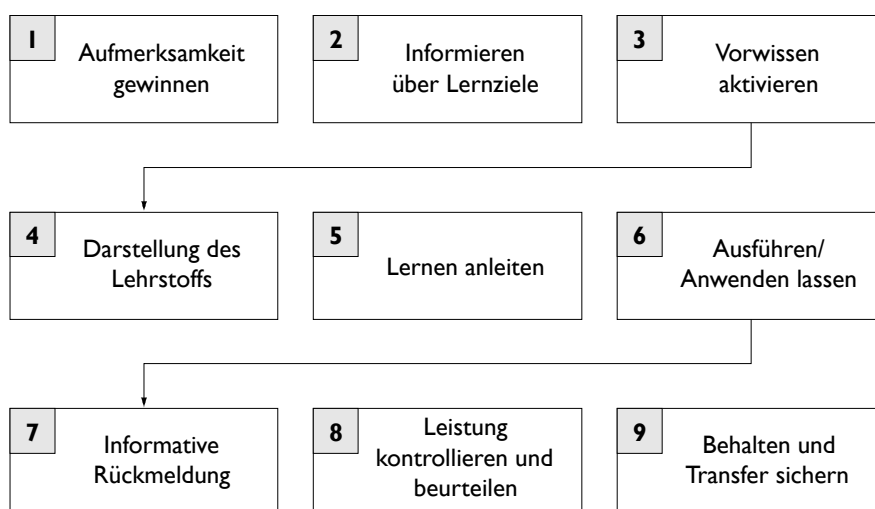 1
Aufmerksamkeit
gewinnen
2
Informieren
über Lernziele
3
Vorwissen
aktivieren
4
Darstellung des
Lehrstoffs
5
Lernen anleiten
6
Ausführen/
Anwenden lassen
7
Informative
Rückmeldung
8
Leistung
kontrollieren und
beurteilen
9
Behalten und
Transfer sichern